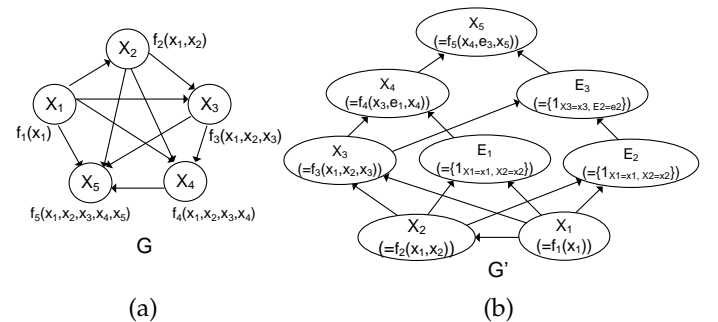 X2
f2(x1,x2)
X1
f1(x1)
X3
f3(x1,x2,x3)
X5
f5(x1,x2,x3,x4,x5)
X4
f4(x1,x2,x3,x4)
G
(a)
X5
(=f5(x4,e3,x5))
X4
(=f4(x3,e1,x4))
E3
(={1X3=x3, E2=e2})
X3
(=f3(x1,x2,x3))
E1
(={1X1=x1, X2=x2})
E2
(={1X1=x1, X2=x2})
X2
(=f2(x1,x2))
X1
(=f1(x1))
G'
(b)